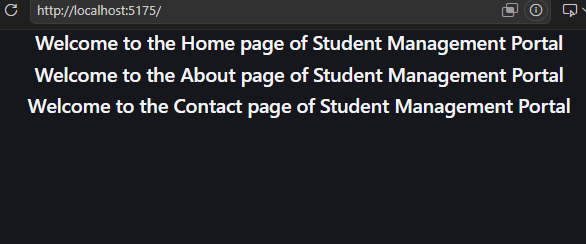 http://localhost:5175/
Welcome to the Home page of Student Management Portal
Welcome to the About page of Student Management Portal
Welcome to the Contact page of Student Management Portal